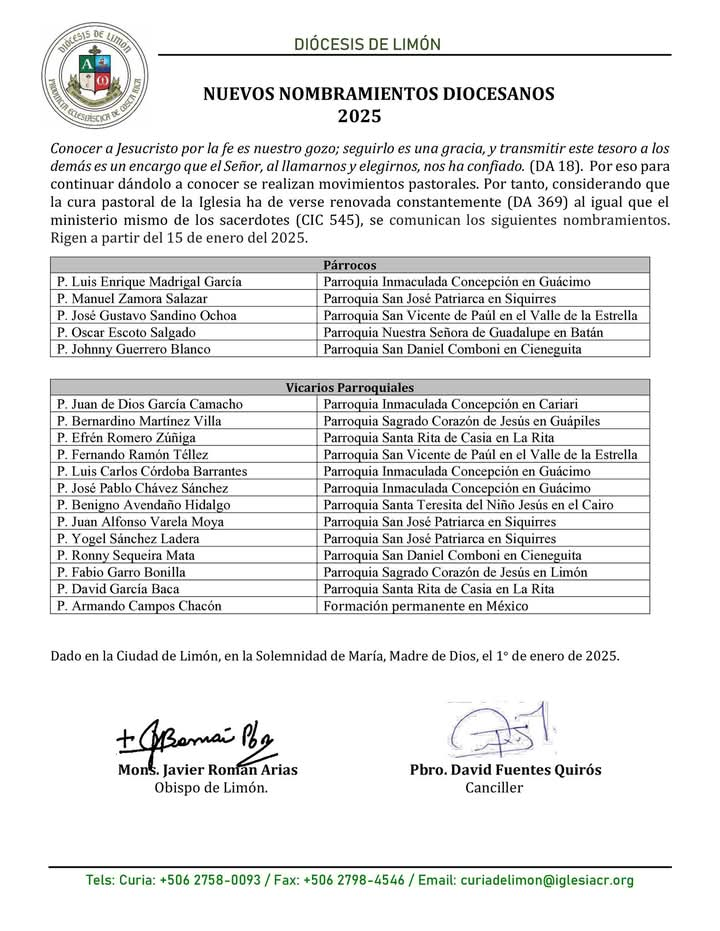 DIÓCESIS DE LIMÓN
DIÓCESIS DE LIMÓN
PROVINCIA ECLESIÁSTICA DE COSTA RICA
A ω
NUEVOS NOMBRAMIENTOS DIOCESANOS
2025
Conocer a Jesucristo por la fe es nuestro gozo; seguirlo es una gracia, y transmitir este tesoro a los
demás es un encargo que el Señor, al llamarnos y elegirnos, nos ha confiado. (DA 18). Por eso para
continuar dándolo a conocer se realizan movimientos pastorales. Por tanto, considerando que
la cura pastoral de la Iglesia ha de verse renovada constantemente (DA 369) al igual que el
ministerio mismo de los sacerdotes (CIC 545), se comunican los siguientes nombramientos.
Rigen a partir del 15 de enero del 2025.
Párrocos
P. Luis Enrique Madrigal García Parroquia Inmaculada Concepción en Guácimo
P. Manuel Zamora Salazar Parroquia San José Patriarca en Siquirres
P. José Gustavo Sandino Ochoa Parroquia San Vicente de Paúl en el Valle de la Estrella
P. Oscar Escoto Salgado Parroquia Nuestra Señora de Guadalupe en Batán
P. Johnny Guerrero Blanco Parroquia San Daniel Comboni en Cieneguita
Vicarios Parroquiales
P. Juan de Dios García Camacho Parroquia Inmaculada Concepción en Cariari
P. Bernardino Martínez Villa Parroquia Sagrado Corazón de Jesús en Guápiles
P. Efrén Romero Zúñiga Parroquia Santa Rita de Casia en La Rita
P. Fernando Ramón Téllez Parroquia San Vicente de Paúl en el Valle de la Estrella
P. Luis Carlos Córdoba Barrantes Parroquia Inmaculada Concepción en Guácimo
P. José Pablo Chávez Sánchez Parroquia Inmaculada Concepción en Guácimo
P. Benigno Avendaño Hidalgo Parroquia Santa Teresita del Niño Jesús en el Cairo
P. Juan Alfonso Varela Moya Parroquia San José Patriarca en Siquirres
P. Yogel Sánchez Ladera Parroquia San José Patriarca en Siquirres
P. Ronny Sequeira Mata Parroquia San Daniel Comboni en Cieneguita
P. Fabio Garro Bonilla Parroquia Sagrado Corazón de Jesús en Limón
P. David García Baca Parroquia Santa Rita de Casia en La Rita
P. Armando Campos Chacón Formación permanente en México
Dado en la Ciudad de Limón, en la Solemnidad de María, Madre de Dios, el 1° de enero de 2025.
Mons. Javier Román Arias Pbro. David Fuentes Quirós
Obispo de Limón. Canciller
Tels: Curia: +506 2758-0093 / Fax: +506 2798-4546 / Email: curiadelimon@iglesiacr.org